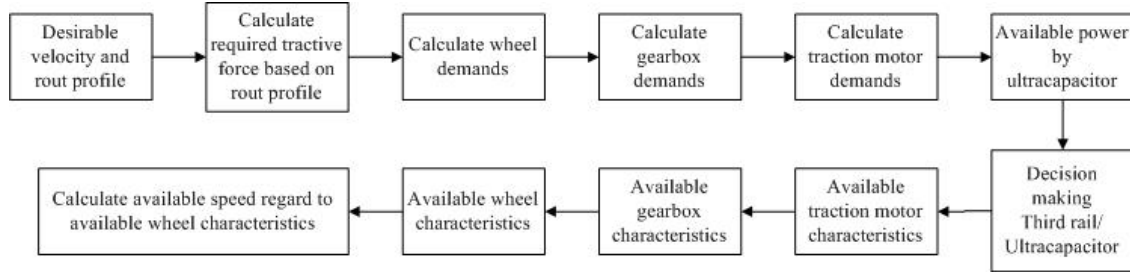 Desirable
velocity and
rout profile
Calculate
required tractive
force based on
rout profile
Calculate wheel
demands
Calculate
gearbox
demands
Calculate
traction motor
demands
Available power
by
ultracapacitor
Decision
making
Third rail/
Ultracapacitor
Available
traction motor
characteristics
Available
gearbox
characteristics
Available wheel
characteristics
Calculate available speed regard to
available wheel characteristics